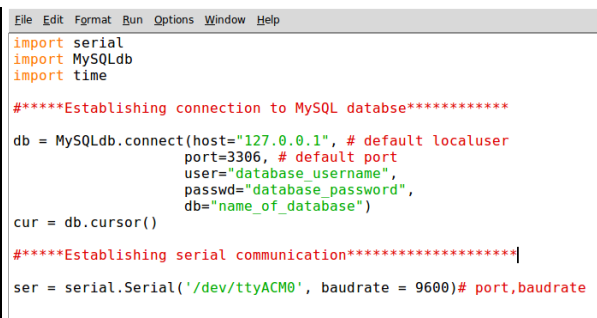 File Edit Format Run Options Window Help
import serial
import MySQLdb
import time
#*****Establishing connection to MySQL databse************
db = MySQLdb.connect(host="127.0.0.1", # default localuser
port=3306, # default port
user="database_username",
passwd="database_password",
db="name_of_database")
cur = db.cursor()
#*****Establishing serial communication********************
ser = serial.Serial('/dev/ttyACM0', baudrate = 9600)# port,baudrate